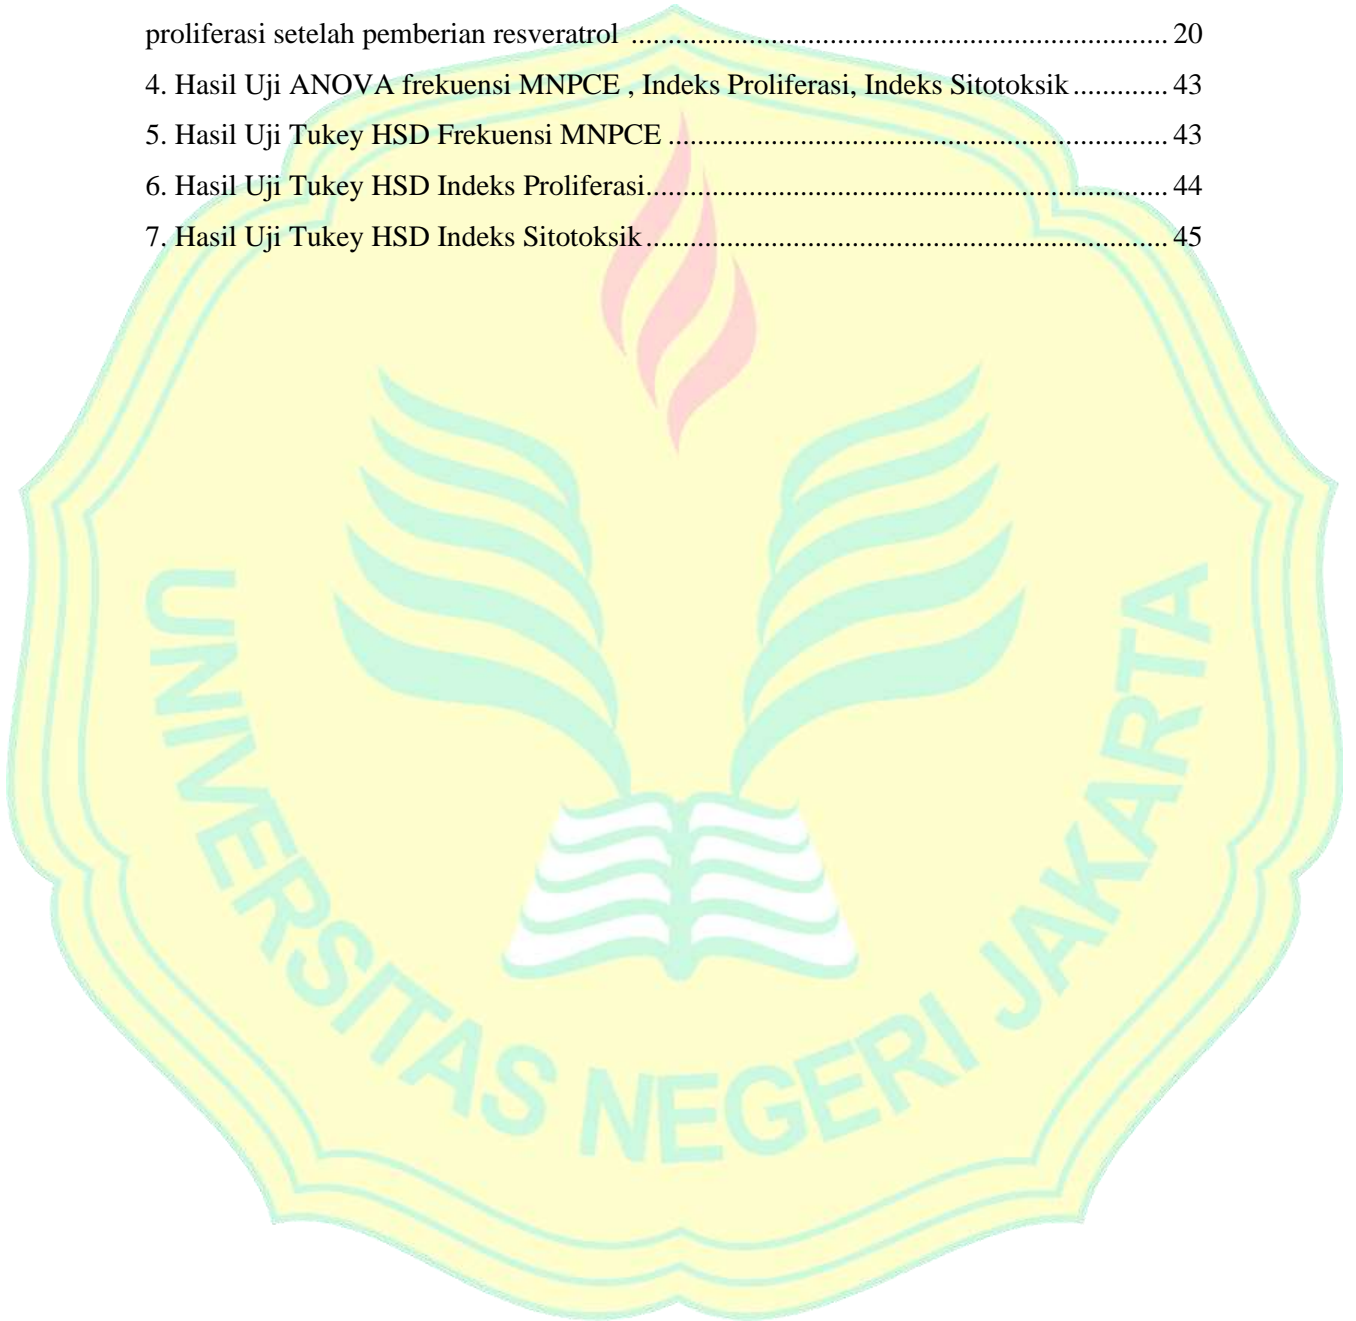 proliferasi setelah pemberian resveratrol ........................................................................................ 20
4. Hasil Uji ANOVA frekuensi MNPCE , Indeks Proliferasi, Indeks Sitotoksik ............. 43
5. Hasil Uji Tukey HSD Frekuensi MNPCE .................................................................................. 43
6. Hasil Uji Tukey HSD Indeks Proliferasi..................................................................................... 44
7. Hasil Uji Tukey HSD Indeks Sitotoksik ..................................................................................... 45
UNIVERSITAS NEGERI JAKARTA